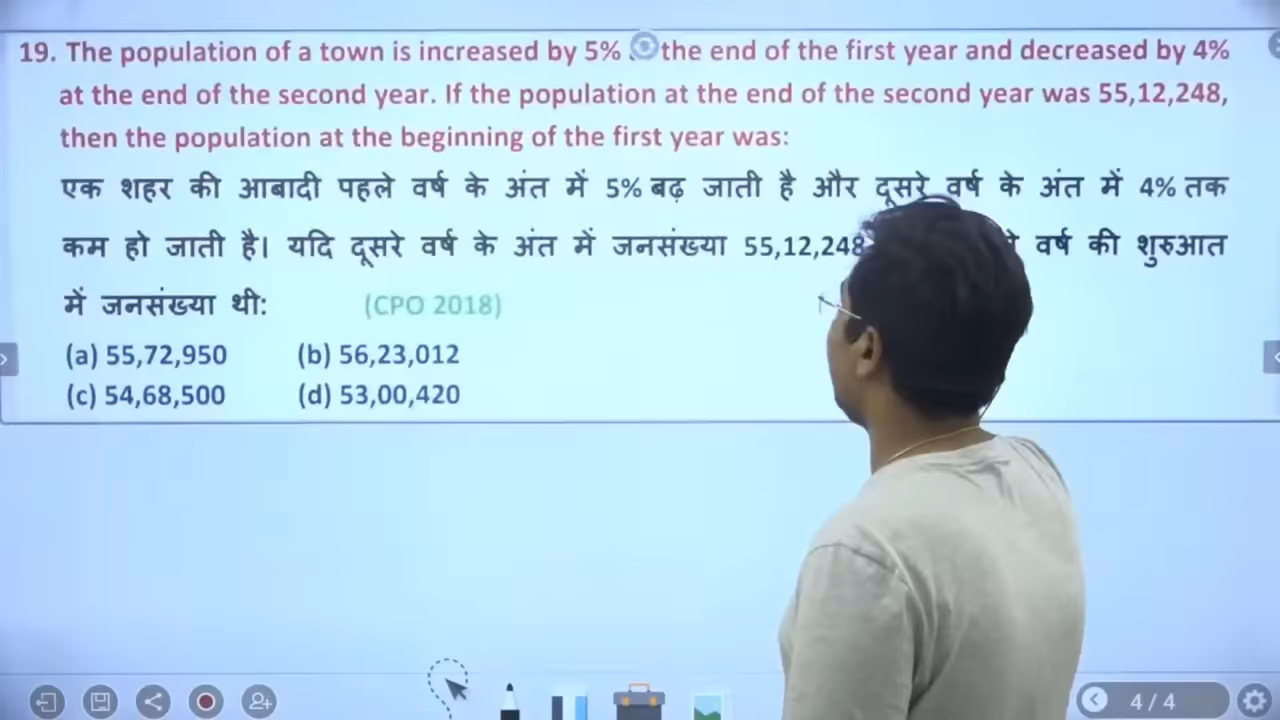 19. The population of a town is increased by 5% the end of the first year and decreased by 4%
at the end of the second year. If the population at the end of the second year was 55,12,248,
then the population at the beginning of the first year was:
एक शहर की आबादी पहले वर्ष के अंत में 5% बढ़ जाती है और दूसरे वर्ष के अंत में 4% तक
कम हो जाती है। यदि दूसरे वर्ष के अंत में जनसंख्या 55,12,248 वर्ष की शुरुआत
में जनसंख्या थी: (CPO 2018)
(a) 55,72,950 (b) 56,23,012
(c) 54,68,500 (d) 53,00,420
4 / 4